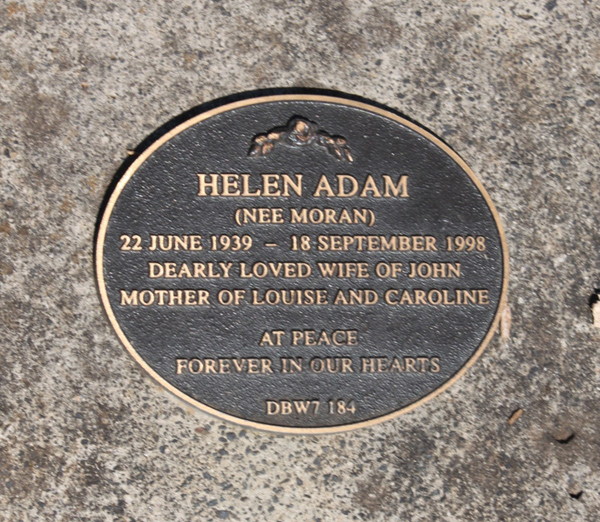 HELEN ADAM
(NEE MORAN)
22 JUNE 1939 – 18 SEPTEMBER 1998
DEARLY LOVED WIFE OF JOHN
MOTHER OF LOUISE AND CAROLINE
AT PEACE
FOREVER IN OUR HEARTS
DBW7 184